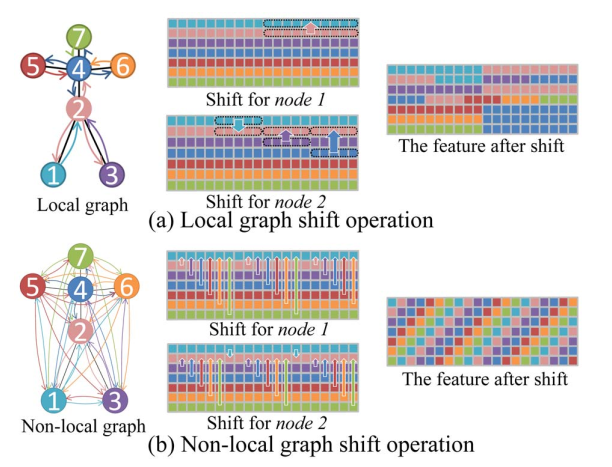 7
5 4 6
2
1 3
Local graph
Shift for node 1
Shift for node 2
The feature after shift
(a) Local graph shift operation
7
5 4 6
2
1 3
Non-local graph
Shift for node 1
Shift for node 2
The feature after shift
(b) Non-local graph shift operation